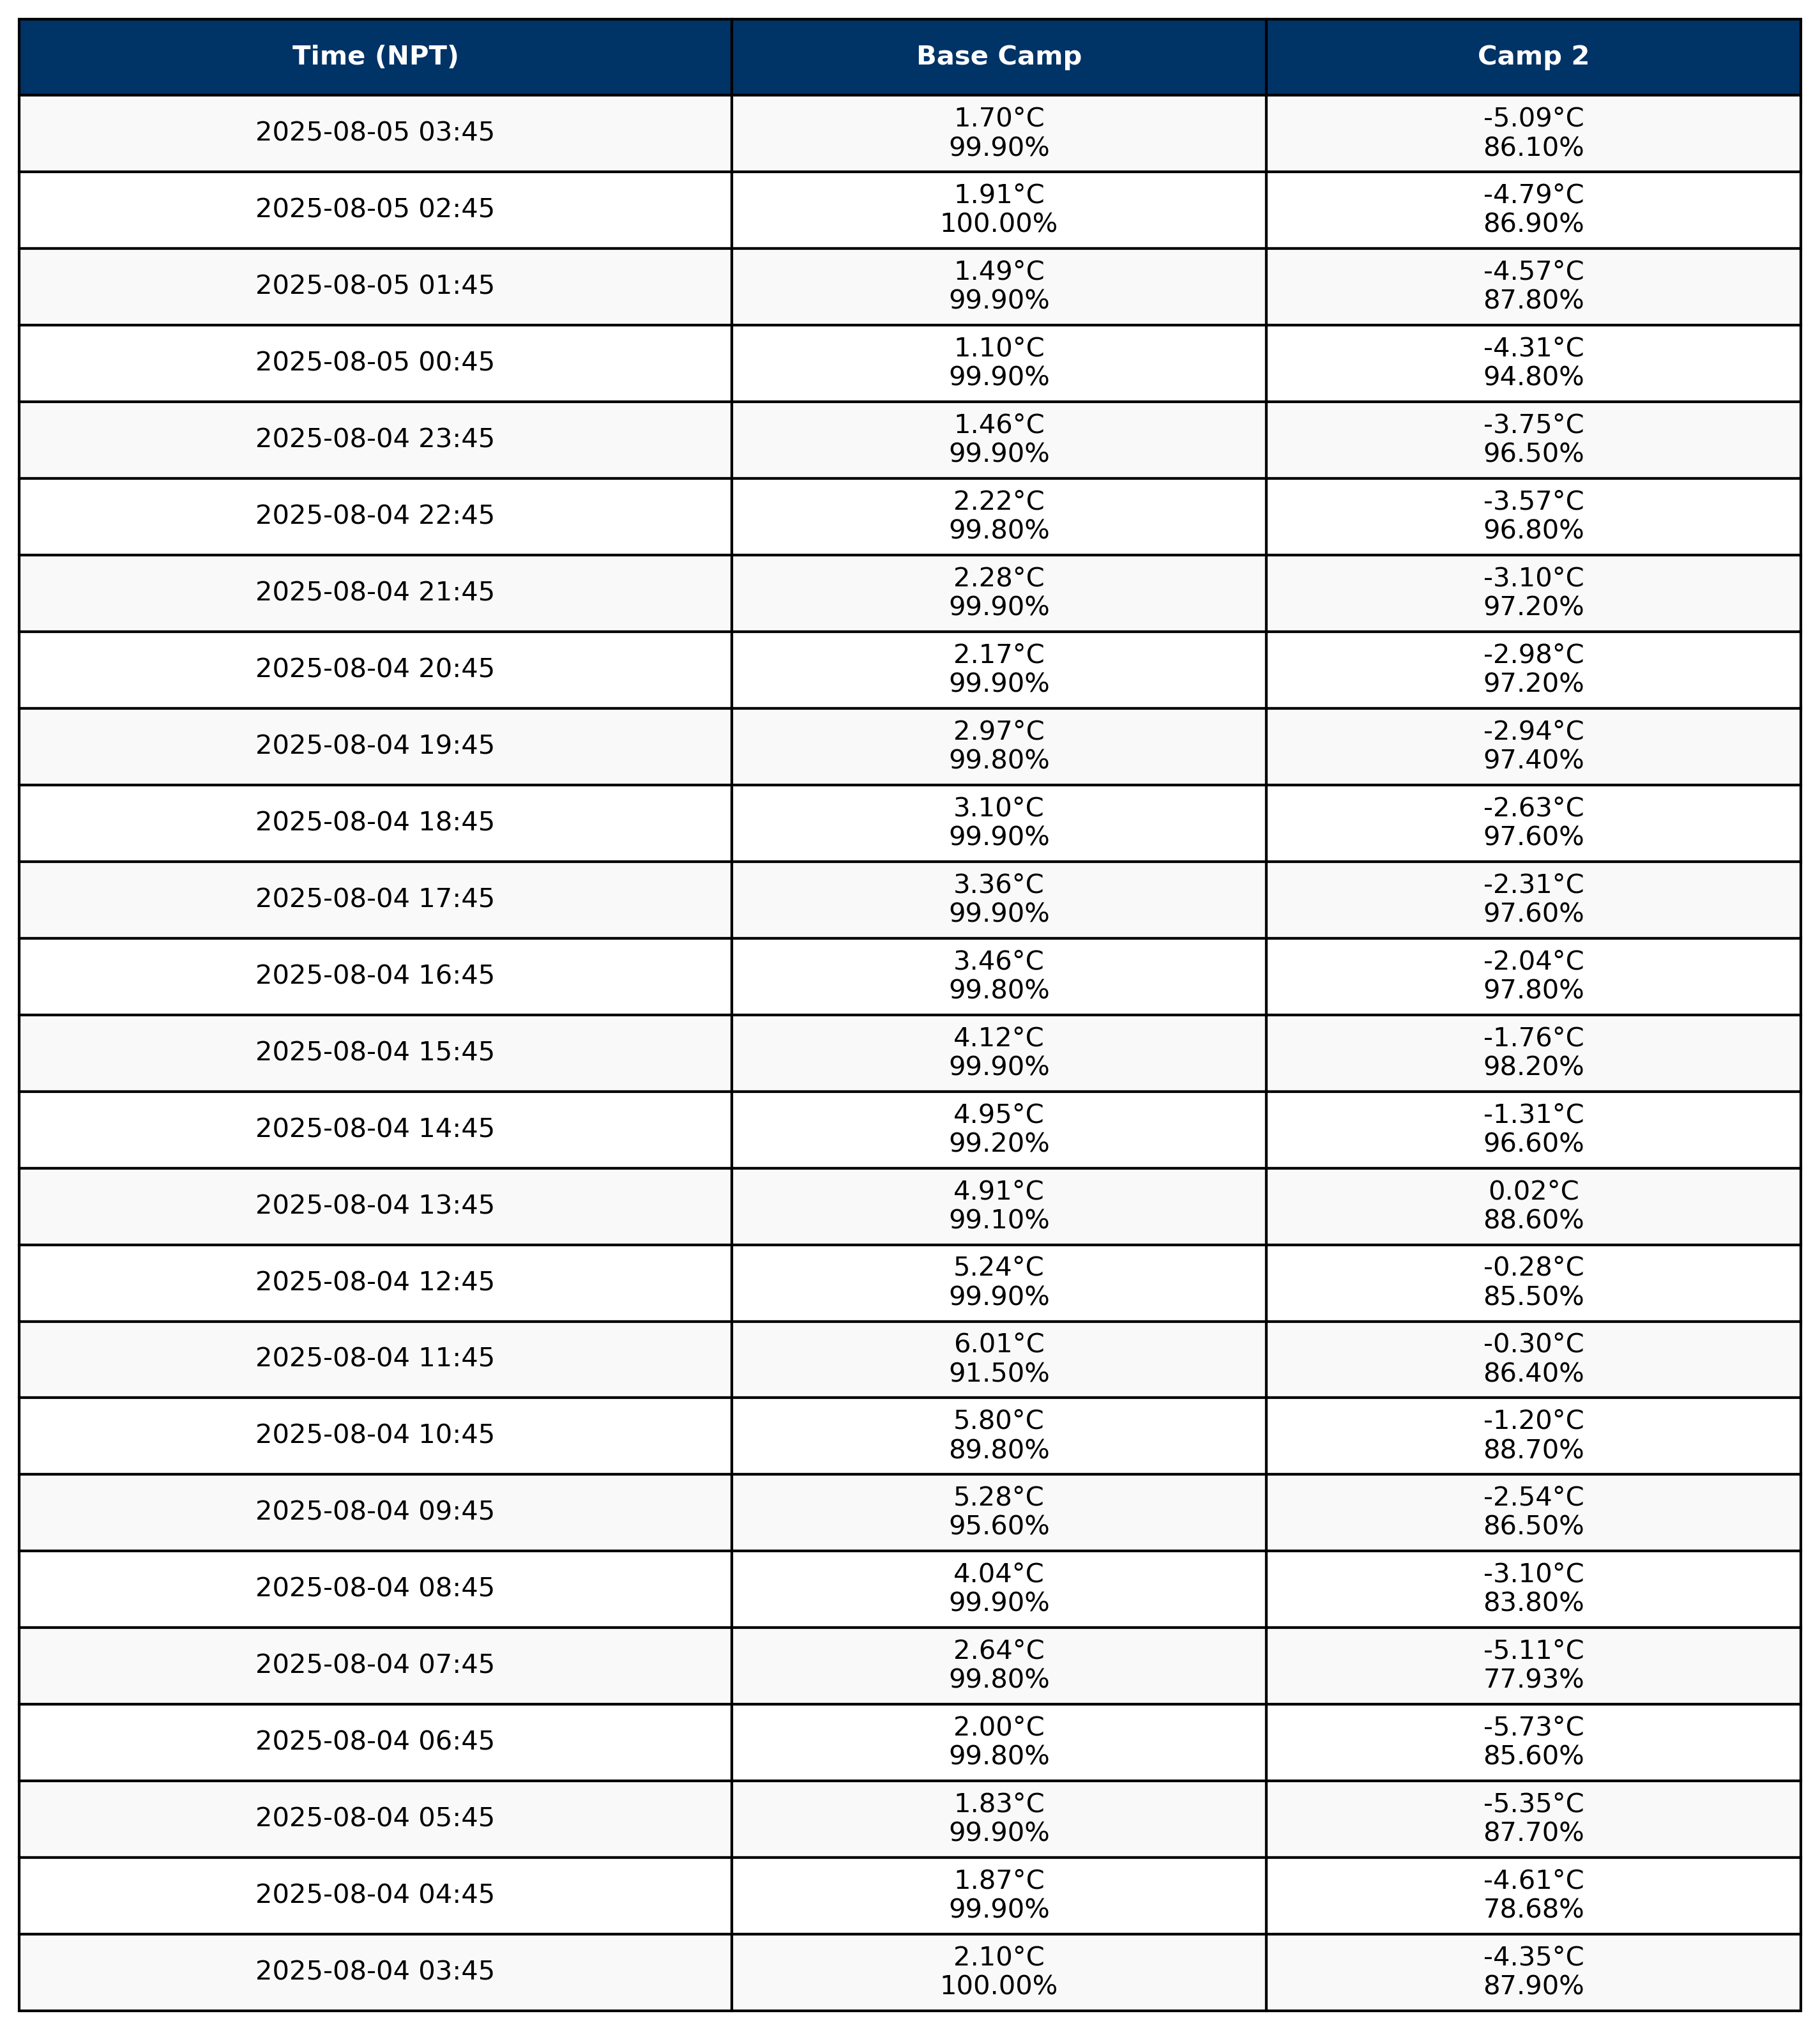 Time (NPT) Base Camp Camp 2
2025-08-05 03:45 1.70°C -5.09°C
99.90% 86.10%
2025-08-05 02:45 1.91°C -4.79°C
100.00% 86.90%
2025-08-05 01:45 1.49°C -4.57°C
99.90% 87.80%
2025-08-05 00:45 1.10°C -4.31°C
99.90% 94.80%
2025-08-04 23:45 1.46°C -3.75°C
99.90% 96.50%
2025-08-04 22:45 2.22°C -3.57°C
99.80% 96.80%
2025-08-04 21:45 2.28°C -3.10°C
99.90% 97.20%
2025-08-04 20:45 2.17°C -2.98°C
99.90% 97.20%
2025-08-04 19:45 2.97°C -2.94°C
99.80% 97.40%
2025-08-04 18:45 3.10°C -2.63°C
99.90% 97.60%
2025-08-04 17:45 3.36°C -2.31°C
99.90% 97.60%
2025-08-04 16:45 3.46°C -2.04°C
99.80% 97.80%
2025-08-04 15:45 4.12°C -1.76°C
99.90% 98.20%
2025-08-04 14:45 4.95°C -1.31°C
99.20% 96.60%
2025-08-04 13:45 4.91°C 0.02°C
99.10% 88.60%
2025-08-04 12:45 5.24°C -0.28°C
99.90% 85.50%
2025-08-04 11:45 6.01°C -0.30°C
91.50% 86.40%
2025-08-04 10:45 5.80°C -1.20°C
89.80% 88.70%
2025-08-04 09:45 5.28°C -2.54°C
95.60% 86.50%
2025-08-04 08:45 4.04°C -3.10°C
99.90% 83.80%
2025-08-04 07:45 2.64°C -5.11°C
99.80% 77.93%
2025-08-04 06:45 2.00°C -5.73°C
99.80% 85.60%
2025-08-04 05:45 1.83°C -5.35°C
99.90% 87.70%
2025-08-04 04:45 1.87°C -4.61°C
99.90% 78.68%
2025-08-04 03:45 2.10°C -4.35°C
100.00% 87.90%